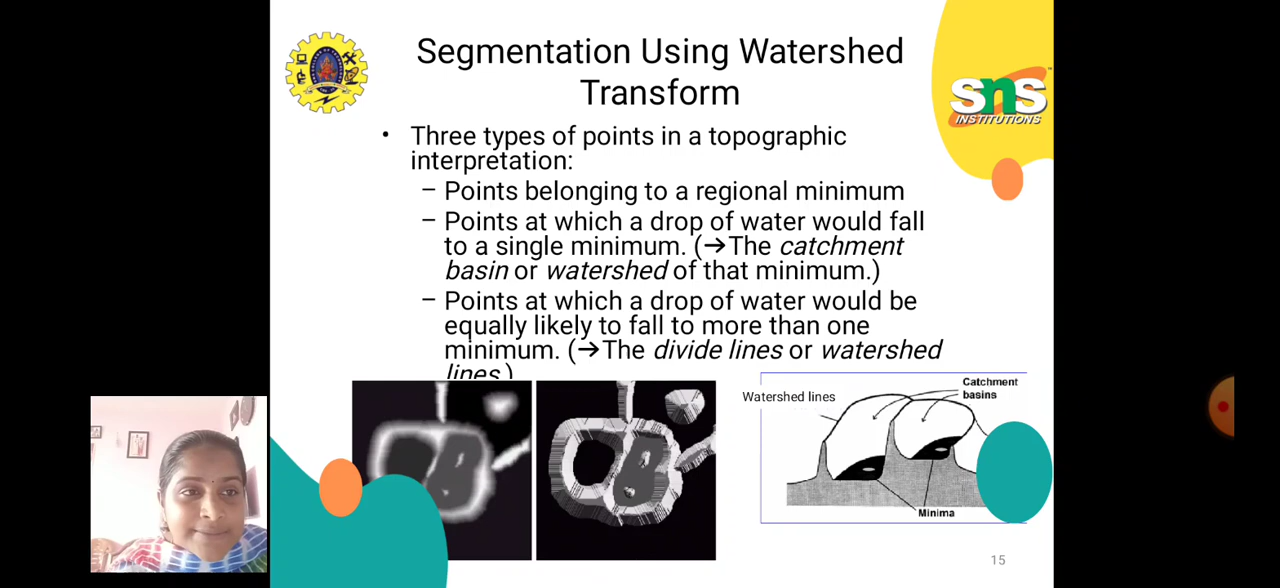 Segmentation Using Watershed
Transform
SNS
INSTITUTIONS
• Three types of points in a topographic
interpretation:
– Points belonging to a regional minimum
– Points at which a drop of water would fall
to a single minimum. (→The catchment
basin or watershed of that minimum.)
– Points at which a drop of water would be
equally likely to fall to more than one
minimum. (→The divide lines or watershed
lines.)
Watershed lines
Catchment
basins
Minima
15